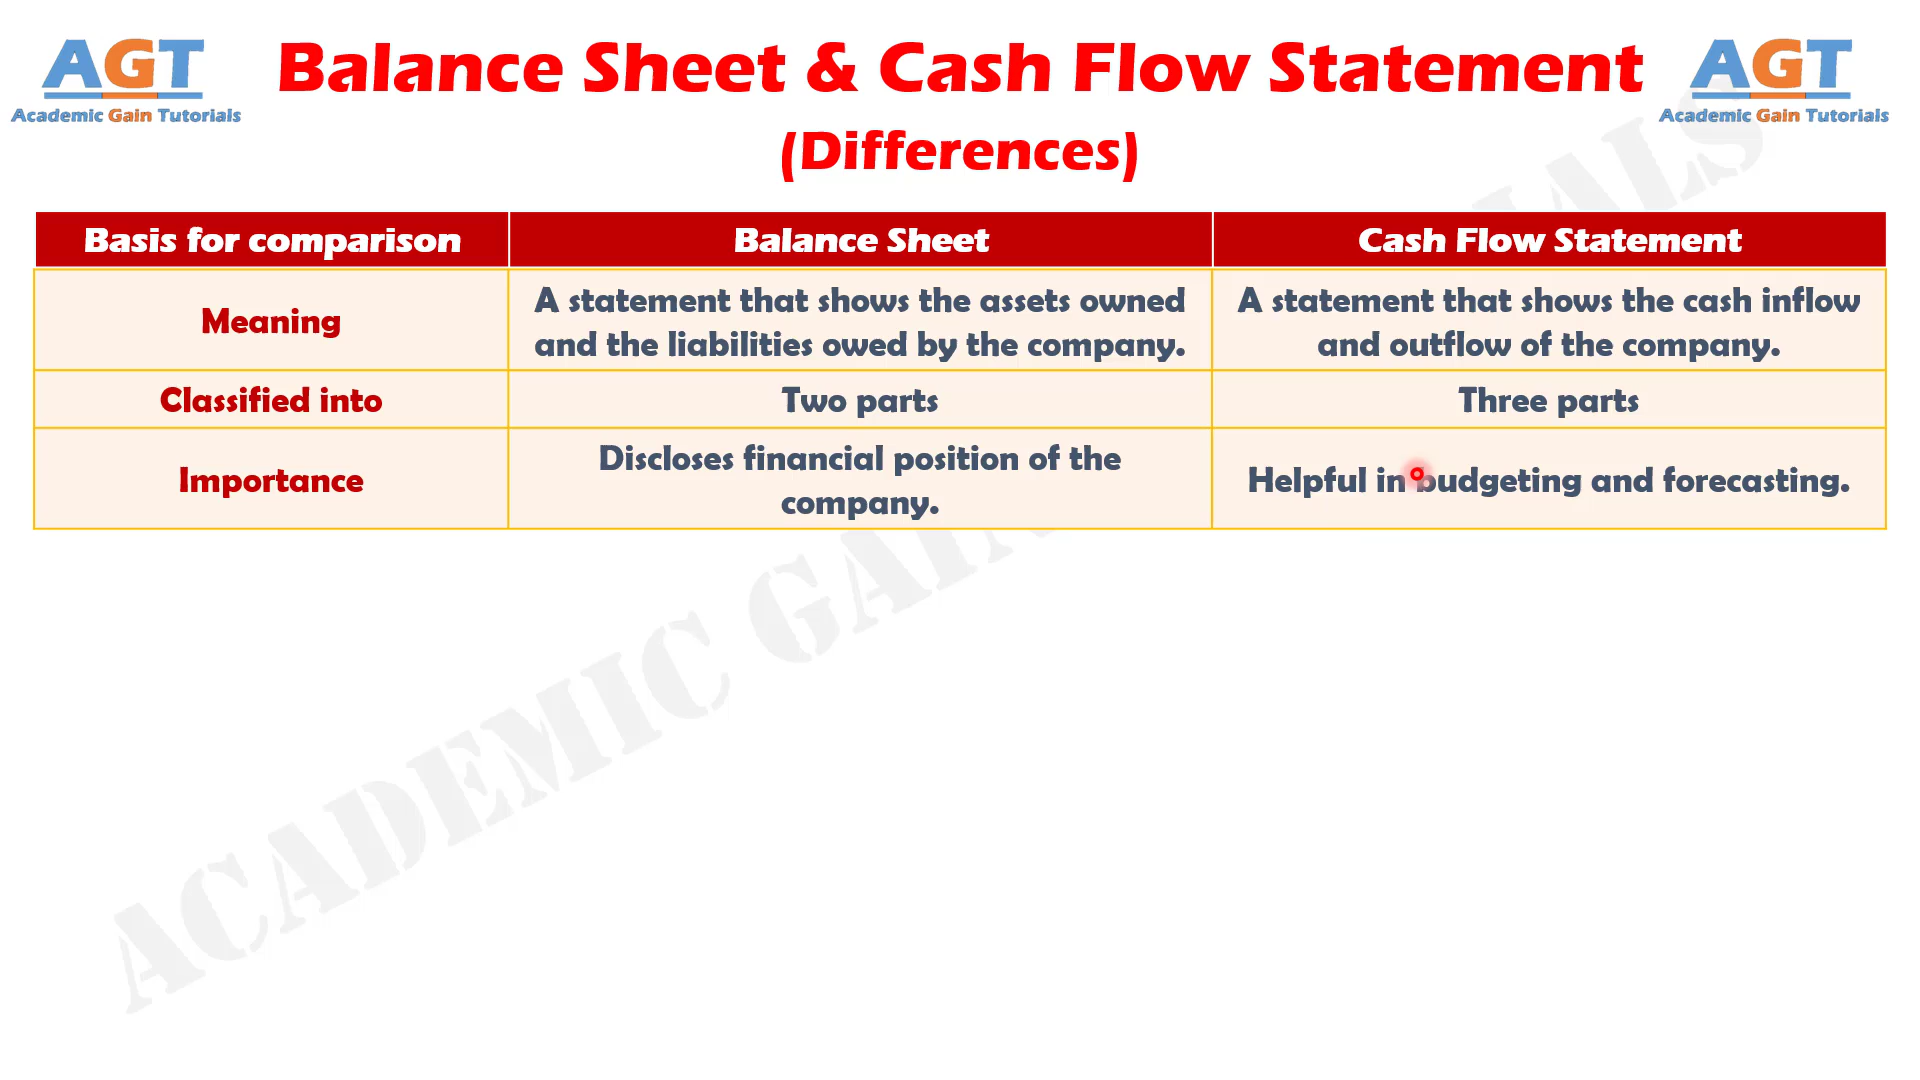 AGT
Academic Gain Tutorials
Balance Sheet & Cash Flow Statement
(Differences)
AGT
Academic Gain Tutorials
Basis for comparison
Balance Sheet
Cash Flow Statement
Meaning
A statement that shows the assets owned
and the liabilities owed by the company.
A statement that shows the cash inflow
and outflow of the company.
Classified into
Two parts
Three parts
Importance
Discloses financial position of the
company.
Helpful in budgeting and forecasting.
ACADEMIC